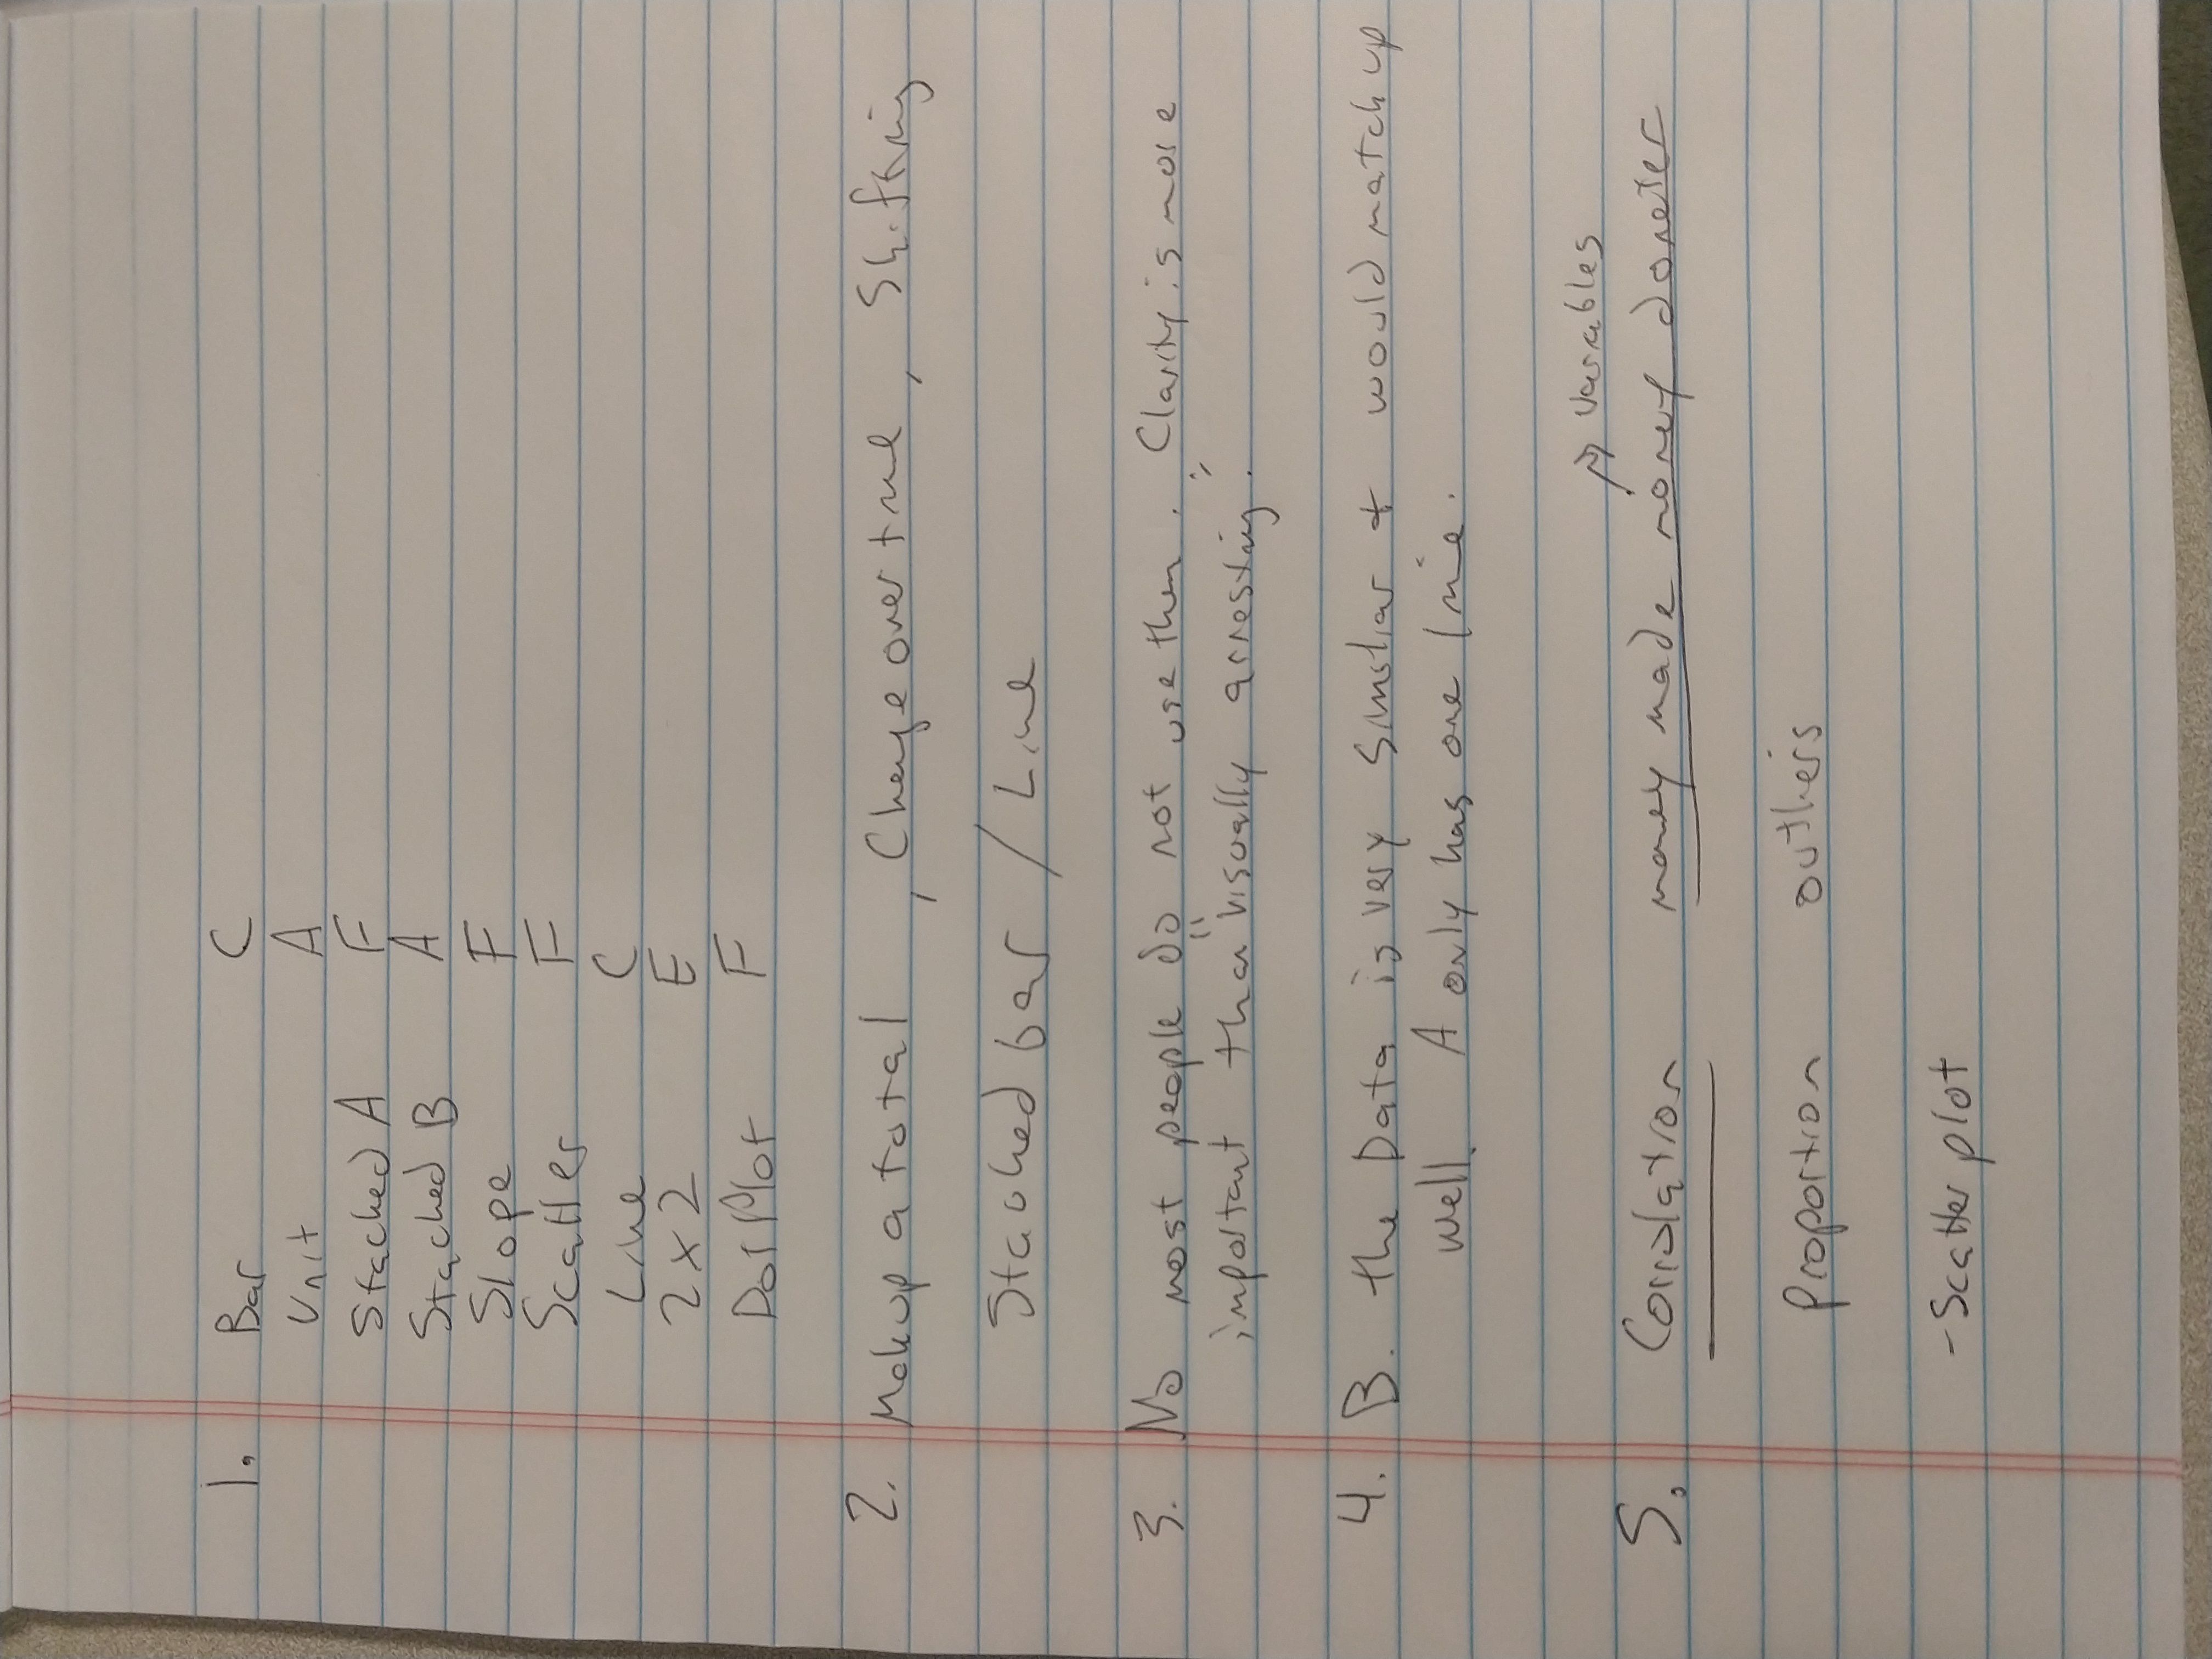 1. Bar C
Unit A
Stacked A F
Stacked B A
Slope F
Scatter F
Line C
2x2 E
Dot Plot F
2. Makup a total , Change over time , Shifting
Stacked bar / Line
3. No most people do not use them . Clarity is more
important than "visually arresting."
4. B. the Data is very similiar + would match up
well. A only has one line.
variables
5. Correlation money made money
Proportion outliers
- Scatter plot